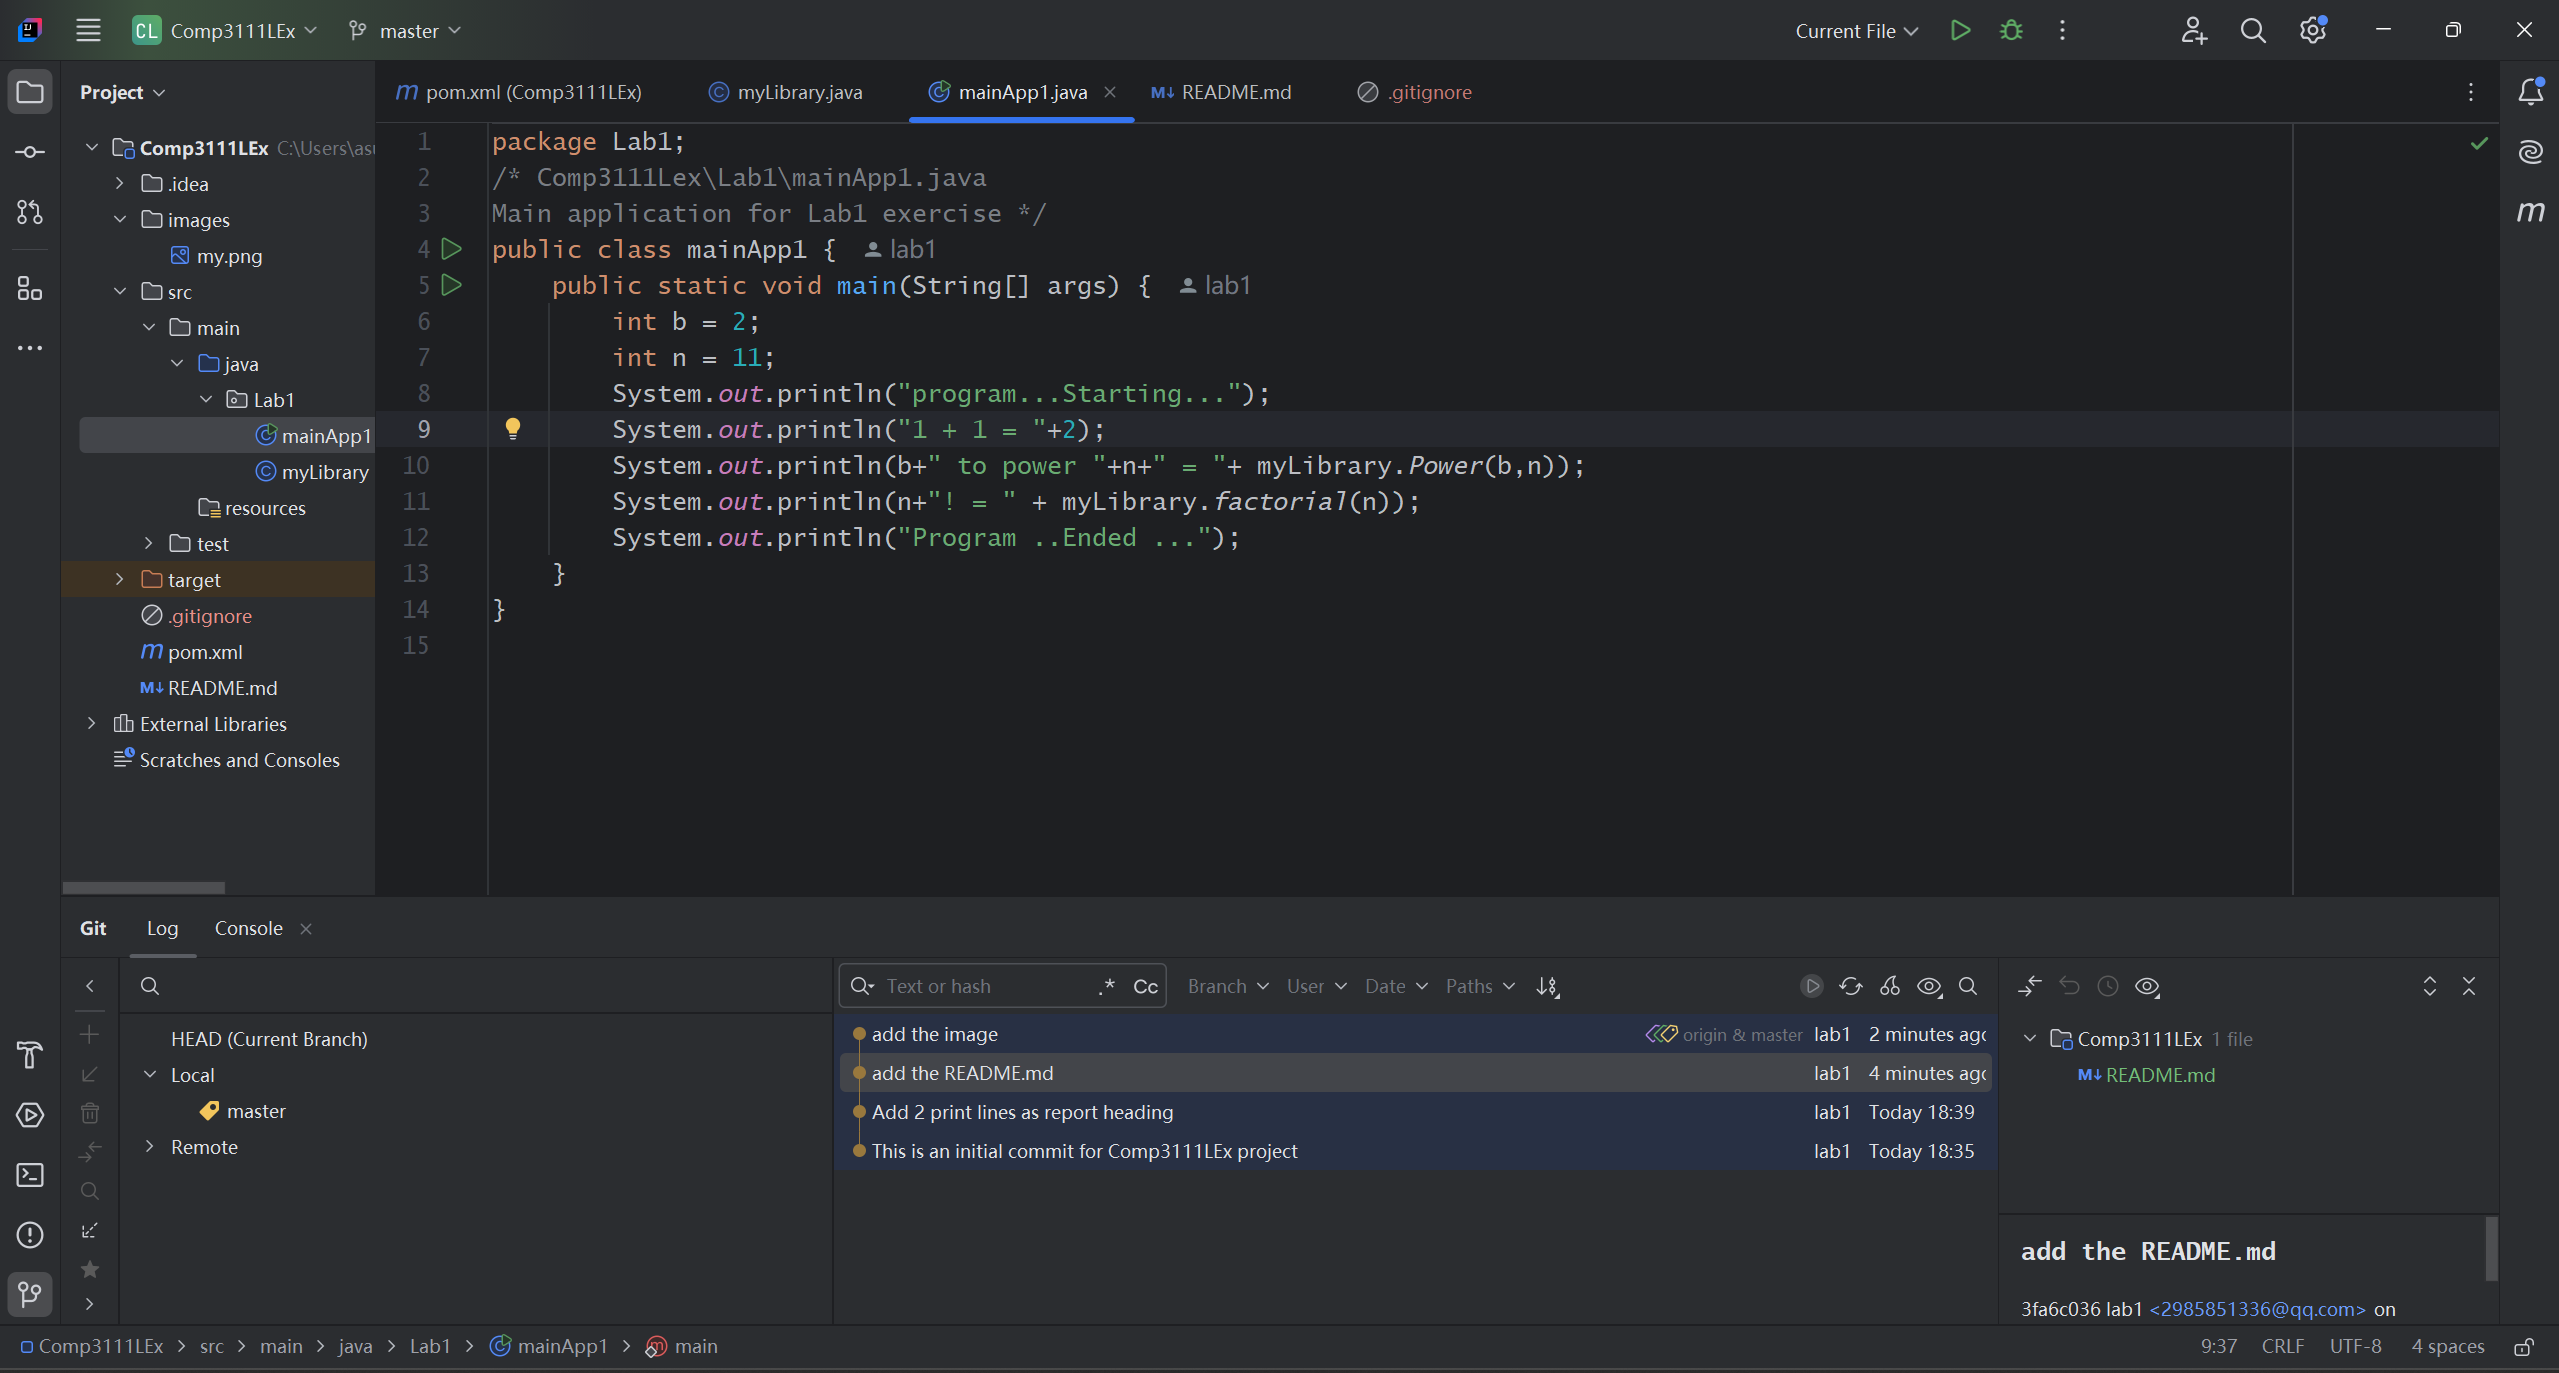 CL Comp3111LEx master Current File
Project
Comp3111LEx C:\Users\as
.idea
images
my.png
src
main
java
Lab1
mainApp1
myLibrary
resources
test
target
.gitignore
pom.xml
README.md
External Libraries
Scratches and Consoles
pom.xml (Comp3111LEx) myLibrary.java mainApp1.java README.md .gitignore
1 package Lab1;
2 /* Comp3111Lex\Lab1\mainApp1.java
3 Main application for Lab1 exercise */
4 public class mainApp1 { lab1
5 public static void main(String[] args) { lab1
6 int b = 2;
7 int n = 11;
8 System.out.println("program...Starting...");
9 System.out.println("1 + 1 = "+2);
10 System.out.println(b+" to power "+n+" = "+ myLibrary.Power(b,n));
11 System.out.println(n+"! = " + myLibrary.factorial(n));
12 System.out.println("Program ..Ended ...");
13 }
14 }
15
Git Log Console
HEAD (Current Branch)
Local
master
Remote
Text or hash .* Cc Branch User Date Paths
add the image origin & master lab1 2 minutes ago
add the README.md lab1 4 minutes ago
Add 2 print lines as report heading lab1 Today 18:39
This is an initial commit for Comp3111LEx project lab1 Today 18:35
Comp3111LEx 1 file
README.md
add the README.md
3fa6c036 lab1 <2985851336@qq.com> on
Comp3111LEx > src > main > java > Lab1 > mainApp1 > main 9:37 CRLF UTF-8 4 spaces